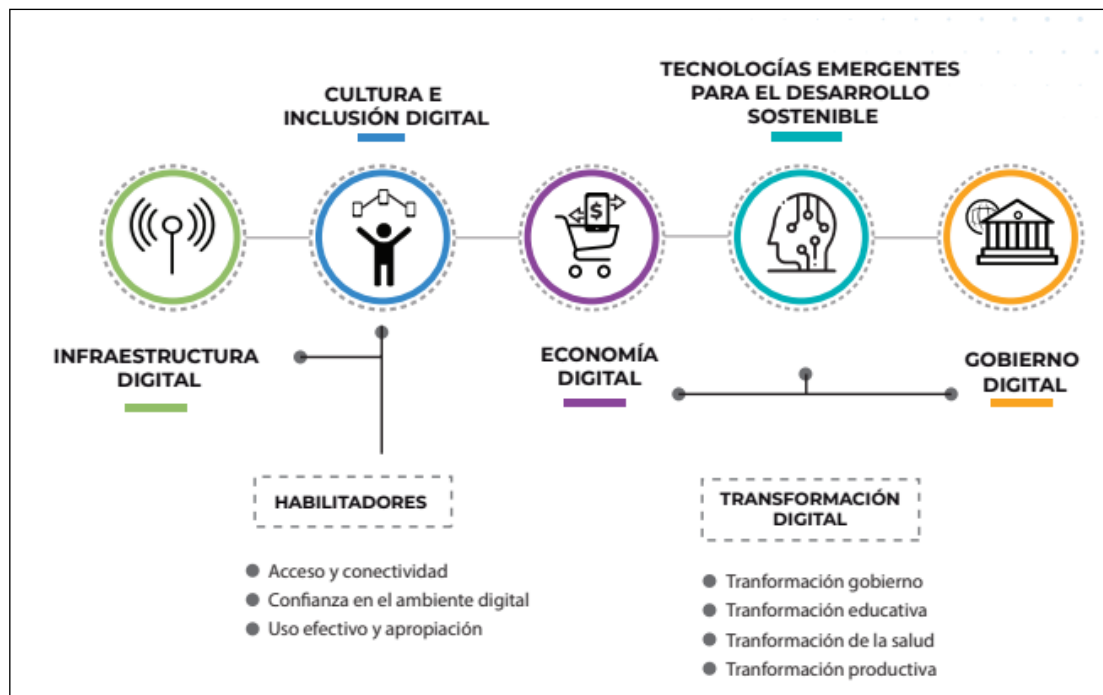 CULTURA E
INCLUSIÓN DIGITAL
TECNOLOGÍAS EMERGENTES
PARA EL DESARROLLO
SOSTENIBLE
$
INFRAESTRUCTURA
DIGITAL
ECONOMÍA
DIGITAL
GOBIERNO
DIGITAL
HABILITADORES
Acceso y conectividad
Confianza en el ambiente digital
Uso efectivo y apropiación
TRANSFORMACIÓN
DIGITAL
Tranformación gobierno
Tranformación educativa
Tranformación de la salud
Tranformación productiva